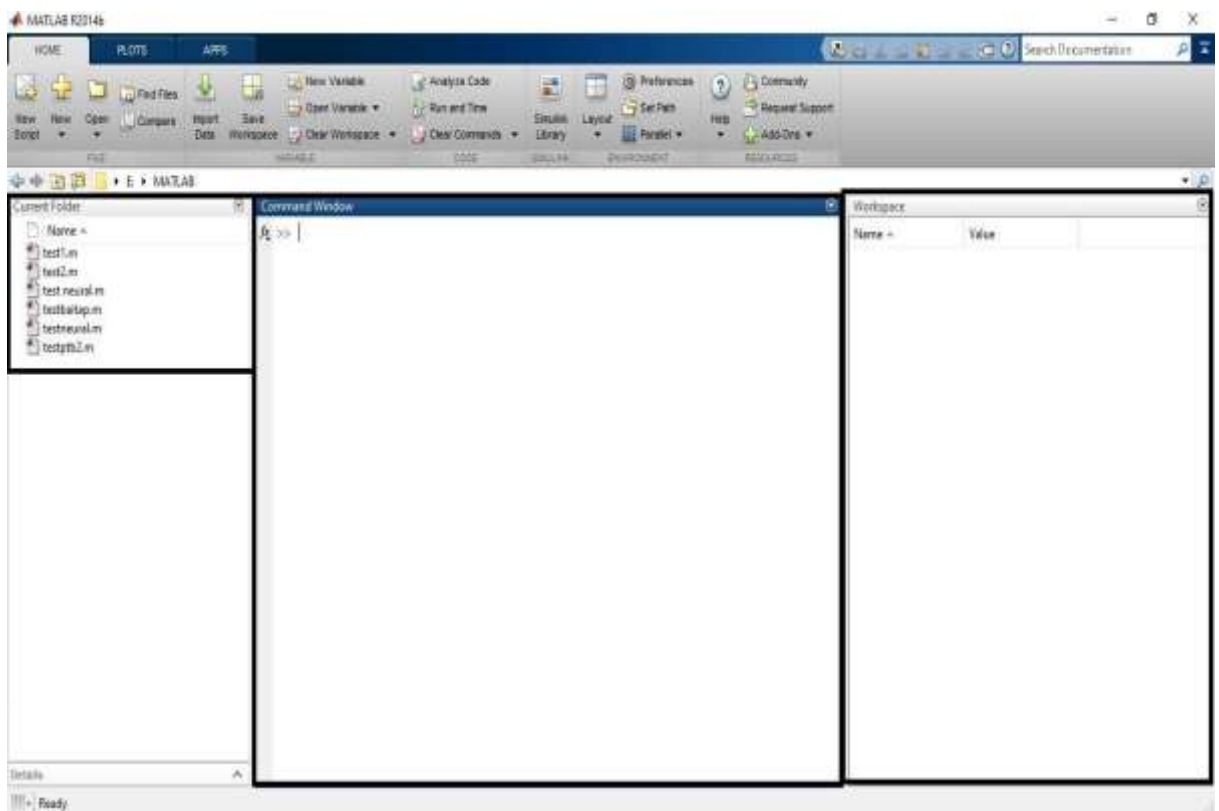 MATLAB R2014b
HOME PLOTS APPS
Search Documentation
New Script
New
Open
Find Files
Compare
Import Data
Save Workspace
New Variable
Open Variable
Clear Workspace
Analyze Code
Run and Time
Clear Commands
Simulink Library
Layout
Preferences
Set Path
Parallel
Help
Community
Request Support
Add-Ons
FILE VARIABLE CODE SIMULINK ENVIRONMENT RESOURCES
E MATLAB
Current Folder
Name
test1.m
test2.m
test neural.m
testbaitap.m
testneural.m
testptb2.m
Details
Command Window
fx >>
Workspace
Name Value
Ready